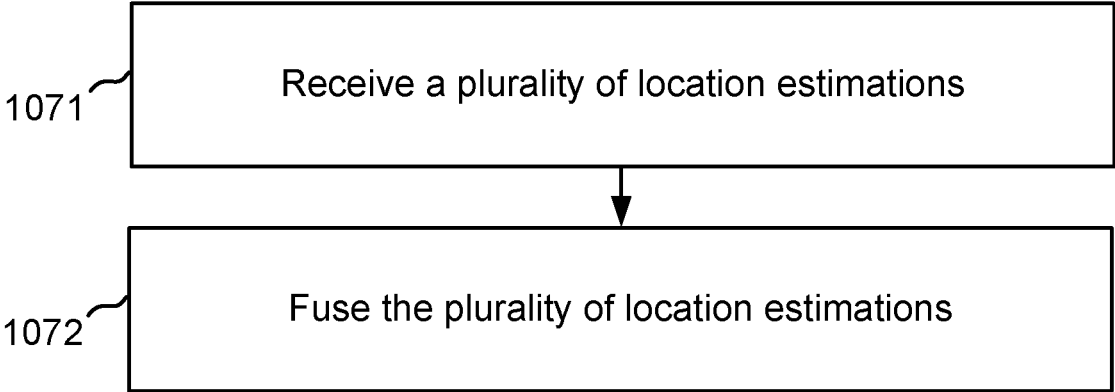 Receive a plurality of location estimations
1071
Fuse the plurality of location estimations
1072